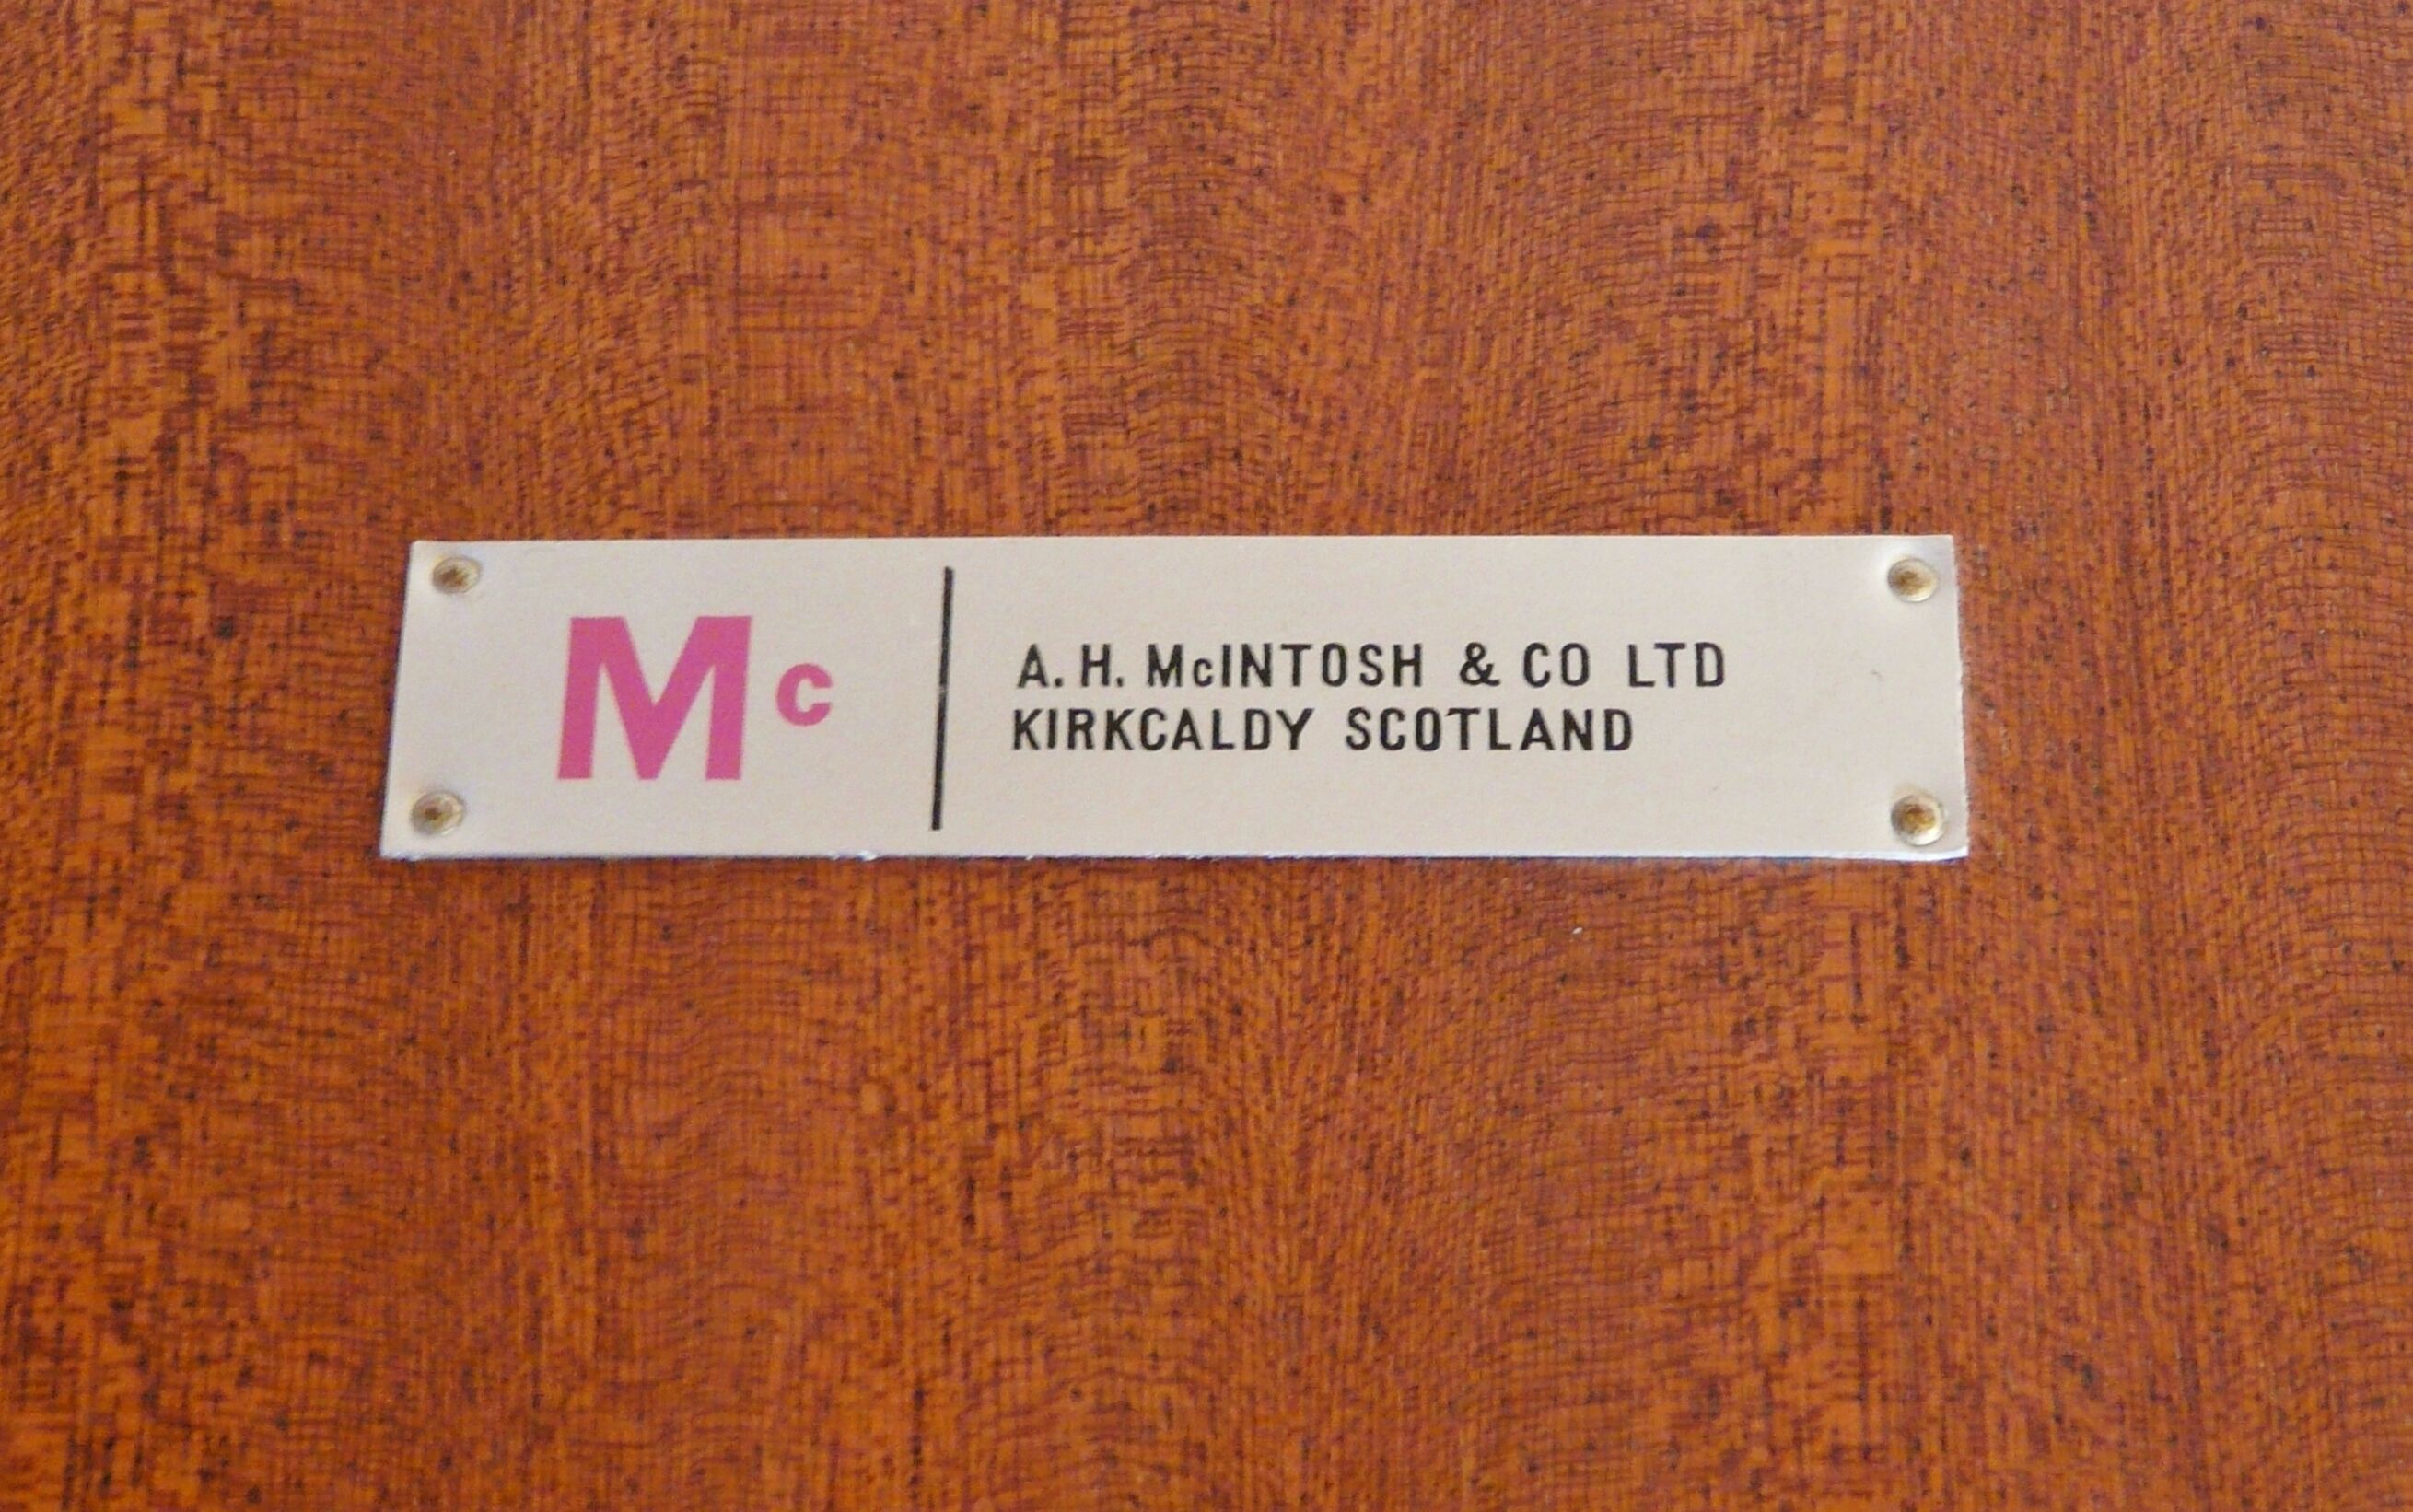 Mc
A. H. McINTOSH & CO LTD
KIRKCALDY SCOTLAND